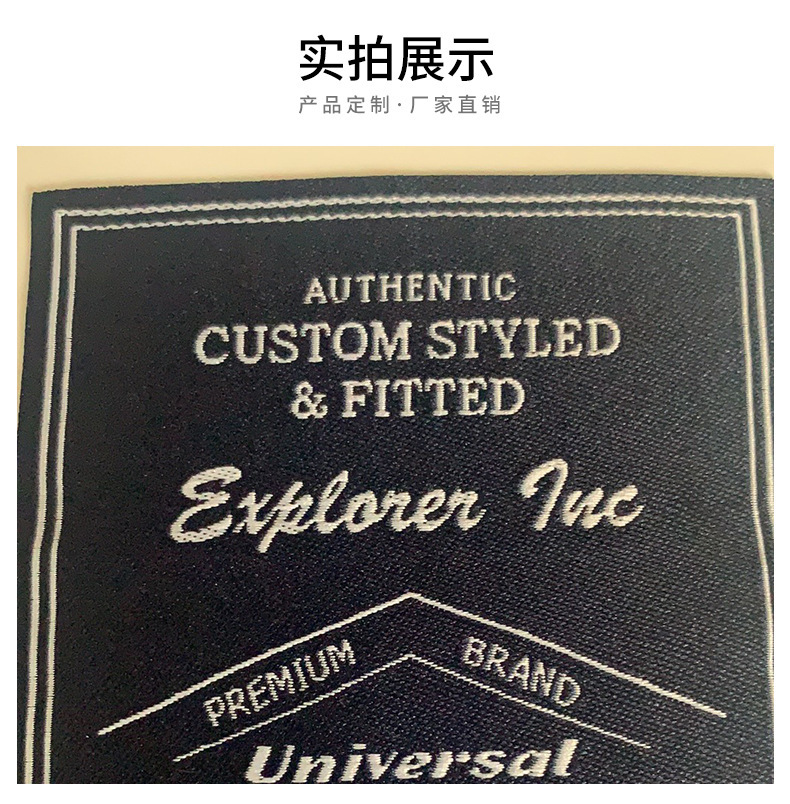 实拍展示
产品定制·厂家直销
AUTHENTIC
CUSTOM STYLED
& FITTED
Explorer Inc
PREMIUM BRAND
Universal